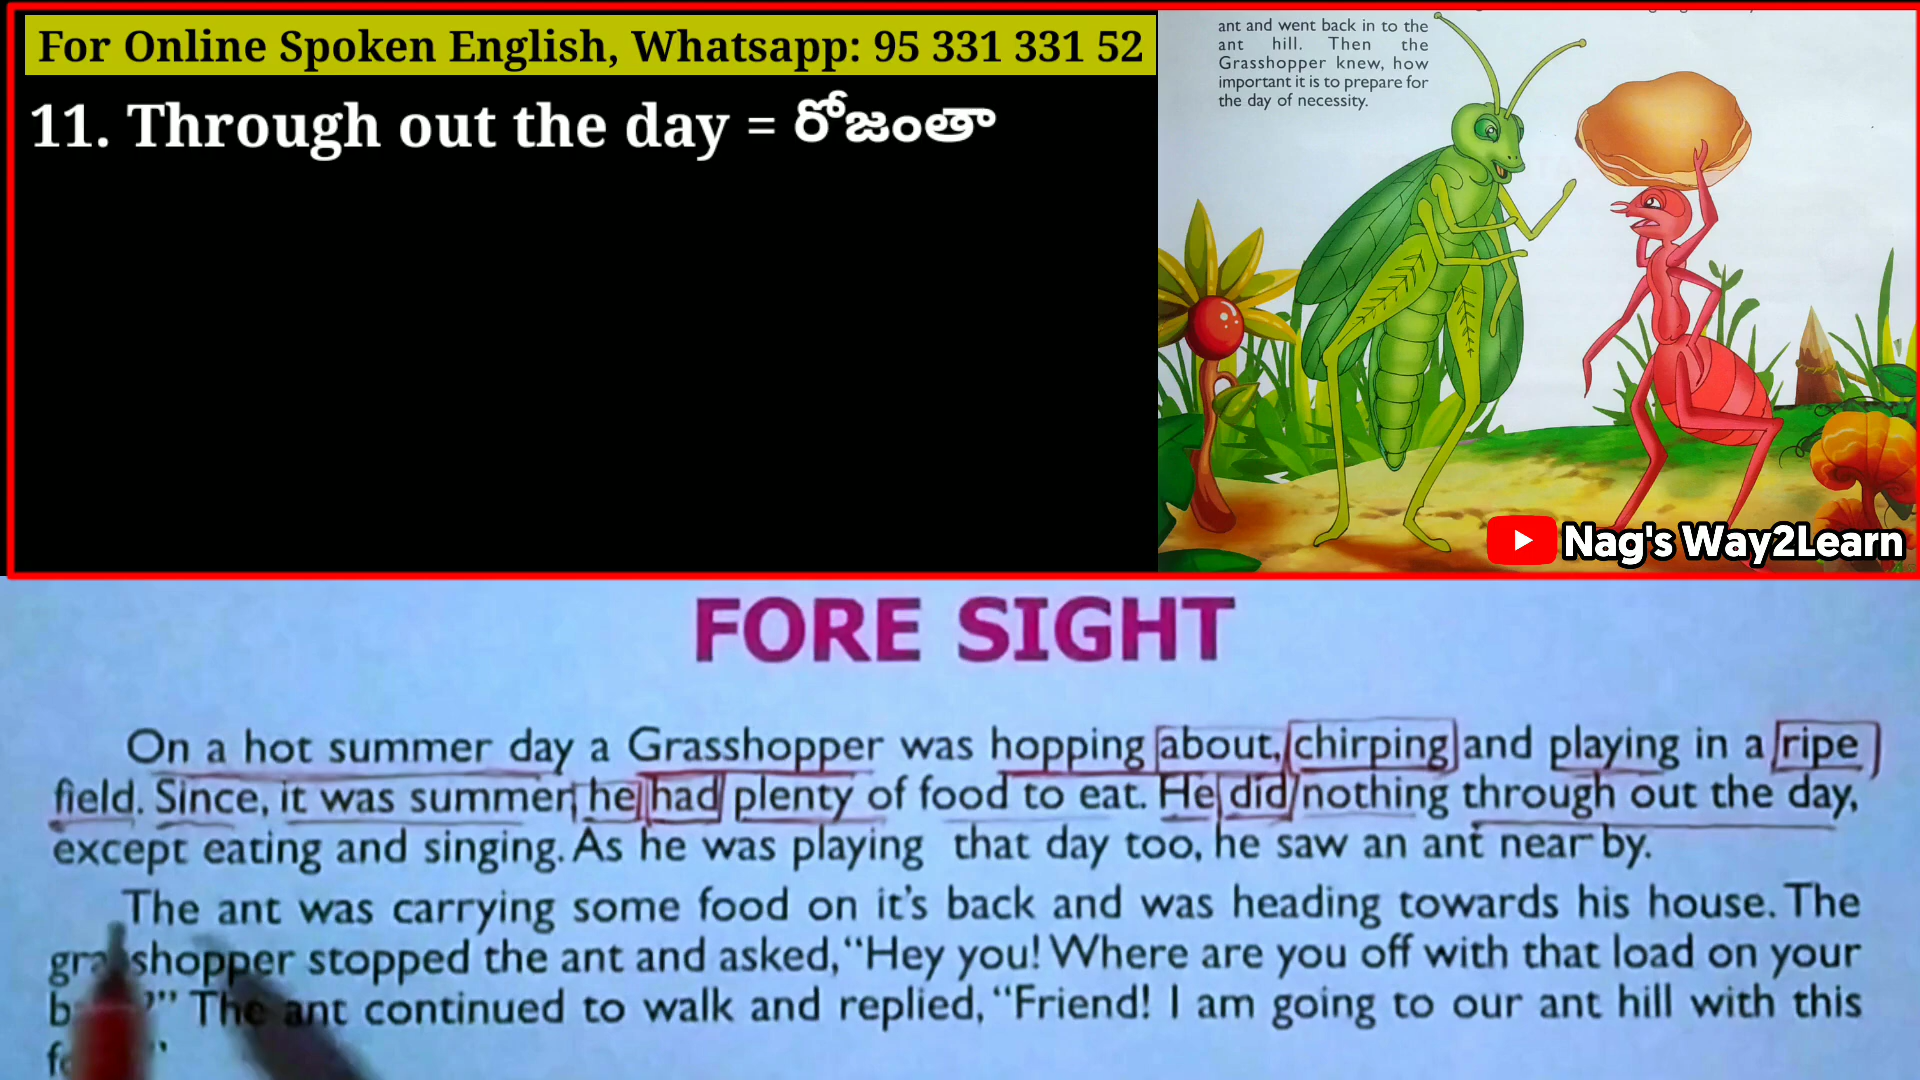 For Online Spoken English, Whatsapp: 95 331 331 52
11. Through out the day = రోజంతా
ant and went back in to the
ant hill. Then the
Grasshopper knew, how
important it is to prepare for
the day of necessity.
Nag's Way2Learn
FORE SIGHT
On a hot summer day a Grasshopper was hopping about, chirping and playing in a ripe
field. Since, it was summer he had plenty of food to eat. He did nothing through out the day,
except eating and singing. As he was playing that day too, he saw an ant near by.
The ant was carrying some food on it's back and was heading towards his house. The
shopper stopped the ant and asked, "Hey you! Where are you off with that load on your
?" The ant continued to walk and replied, "Friend! I am going to our ant hill with this